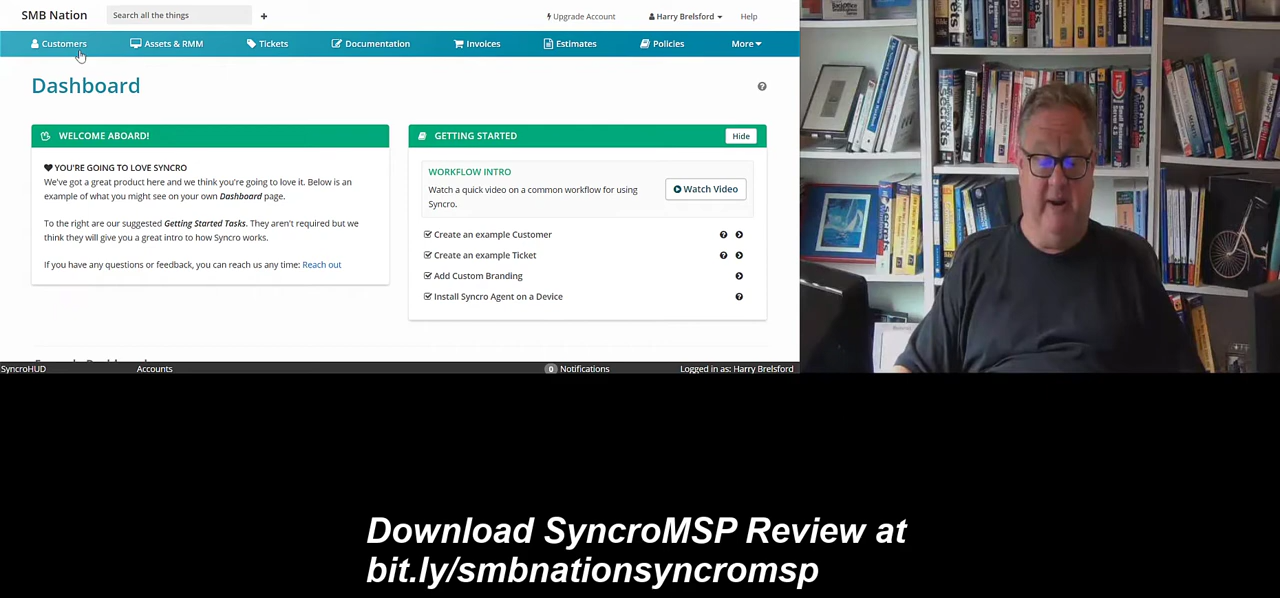 SMB Nation
Search all the things
Upgrade Account
Harry Brelsford
Help
Customers
Assets & RMM
Tickets
Documentation
Invoices
Estimates
Policies
More
Dashboard
WELCOME ABOARD!
YOU'RE GOING TO LOVE SYNCRO
We've got a great product here and we think you're going to love it. Below is an
example of what you might see on your own Dashboard page.
To the right are our suggested Getting Started Tasks. They aren't required but we
think they will give you a great intro to how Syncro works.
If you have any questions or feedback, you can reach us any time: Reach out
GETTING STARTED
Hide
WORKFLOW INTRO
Watch a quick video on a common workflow for using
Syncro.
Watch Video
Create an example Customer
Create an example Ticket
Add Custom Branding
Install Syncro Agent on a Device
SyncroHUD
Accounts
0 Notifications
Logged in as: Harry Brelsford
Download SyncroMSP Review at
bit.ly/smbnationsyncromsp